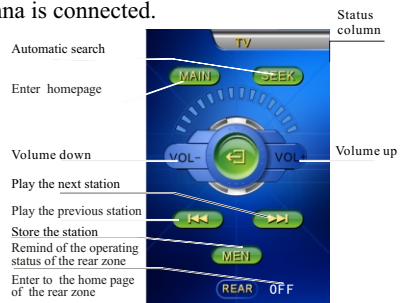 nna is connected.
Status
column
TV
Automatic search
MAIN
SEEK
Enter homepage
Volume down
VOL-
VOL+
Volume up
Play the next station
Play the previous station
Store the station
Remind of the operating
status of the rear zone
MEN
Enter to the home page
of the rear zone
REAR OFF